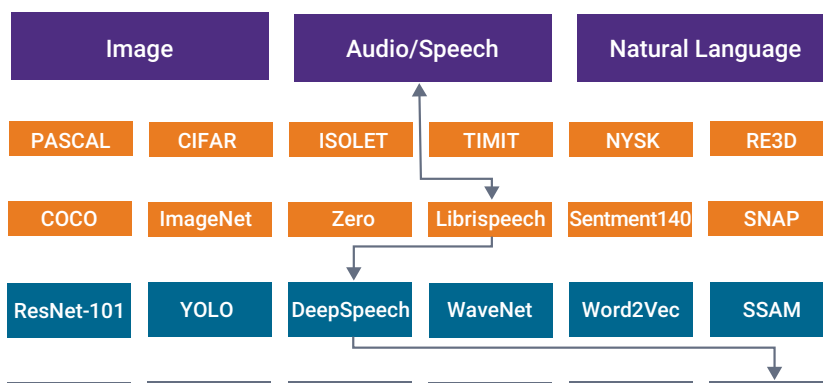 Image Audio/Speech Natural Language
PASCAL CIFAR ISOLET TIMIT NYSK RE3D
COCO ImageNet Zero Librispeech Sentment140 SNAP
ResNet-101 YOLO DeepSpeech WaveNet Word2Vec SSAM